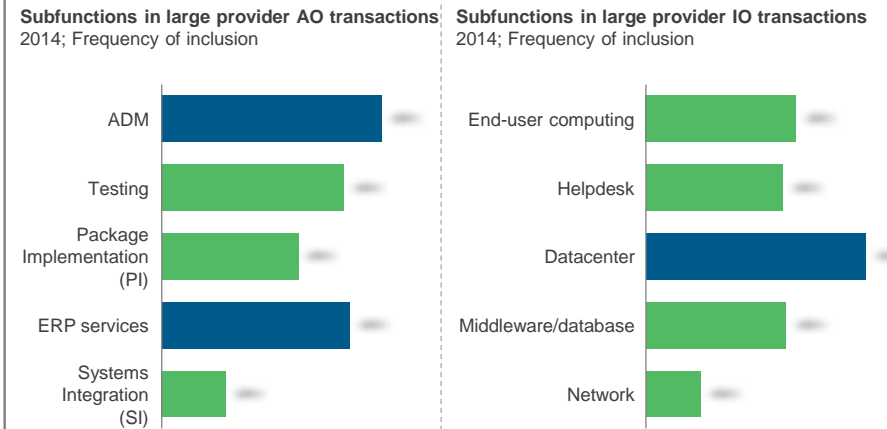 Subfunctions in large provider AO transactions
2014; Frequency of inclusion
ADM
Testing
Package
Implementation
(PI)
ERP services
Systems
Integration
(SI)
Subfunctions in large provider IO transactions
2014; Frequency of inclusion
End-user computing
Helpdesk
Datacenter
Middleware/database
Network